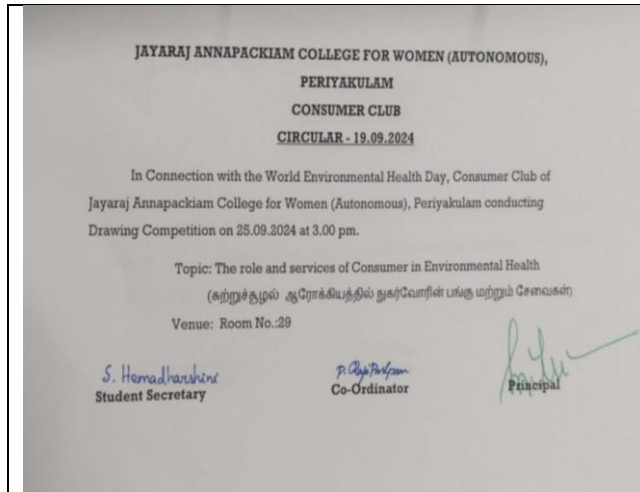 JAYARAJ ANNAPACKIAM COLLEGE FOR WOMEN (AUTONOMOUS),
PERIYAKULAM
CONSUMER CLUB
CIRCULAR - 19.09.2024
In Connection with the World Environmental Health Day, Consumer Club of
Jayaraj Annapackiam College for Women (Autonomous), Periyakulam conducting
Drawing Competition on 25.09.2024 at 3.00 pm.
Topic: The role and services of Consumer in Environmental Health
(சுற்றுச்சூழல் ஆரோக்கியத்தில் நுகர்வோரின் பங்கு மற்றும் சேவைகள்)
Venue: Room No.:29
S. Hemadharshini
Student Secretary
Co-Ordinator
Principal